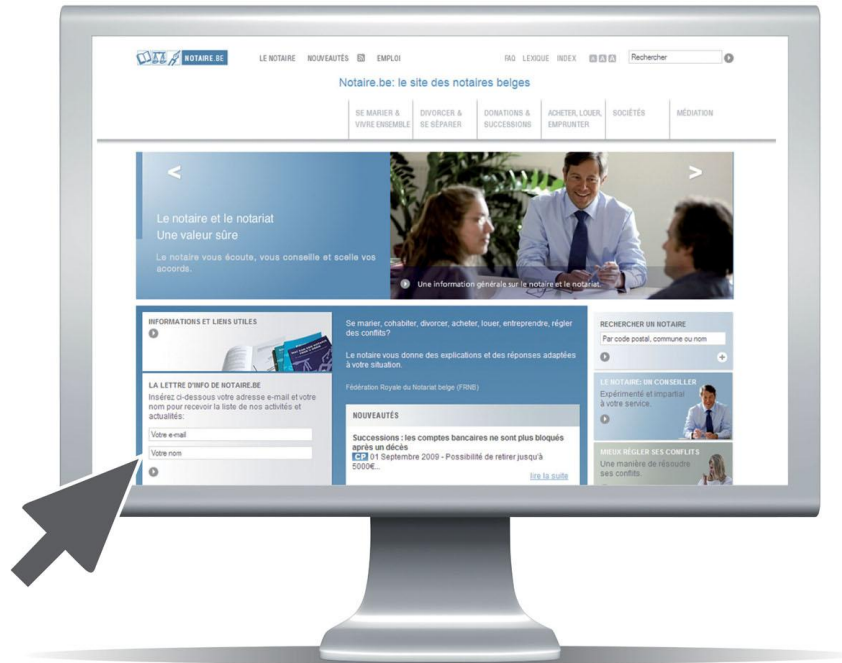 NOTAIRE.BE
LE NOTAIRE NOUVEAUTÉS EMPLOI
FAQ LEXIQUE INDEX A A A Rechercher
Notaire.be: le site des notaires belges
SE MARIER &
VIVRE ENSEMBLE
DIVORCER &
SE SÉPARER
DONATIONS &
SUCCESSIONS
ACHETER, LOUER,
EMPRUNTER
SOCIÉTÉS
MÉDIATION
< >
Le notaire et le notariat
Une valeur sûre
Le notaire vous écoute, vous conseille et scelle vos
accords.
Une information générale sur le notaire et le notariat.
INFORMATIONS ET LIENS UTILES
LA LETTRE D'INFO DE NOTAIRE.BE
Insérez ci-dessous votre adresse e-mail et votre
nom pour recevoir la liste de nos activités et
actualités:
Votre e-mail
Votre nom
Se marier, cohabiter, divorcer, acheter, louer, entreprendre, régler
des conflits?
Le notaire vous donne des explications et des réponses adaptées
à votre situation.
Fédération Royale du Notariat belge (FRNB)
NOUVEAUTÉS
Successions : les comptes bancaires ne sont plus bloqués
après un décès
CP 01 Septembre 2009 - Possibilité de retirer jusqu'à
5000€...
lire la suite
RECHERCHER UN NOTAIRE
Par code postal, commune ou nom
LE NOTAIRE: UN CONSEILLER
Expérimenté et impartial
à votre service.
MIEUX RÉGLER SES CONFLITS
Une manière de résoudre
ses conflits.